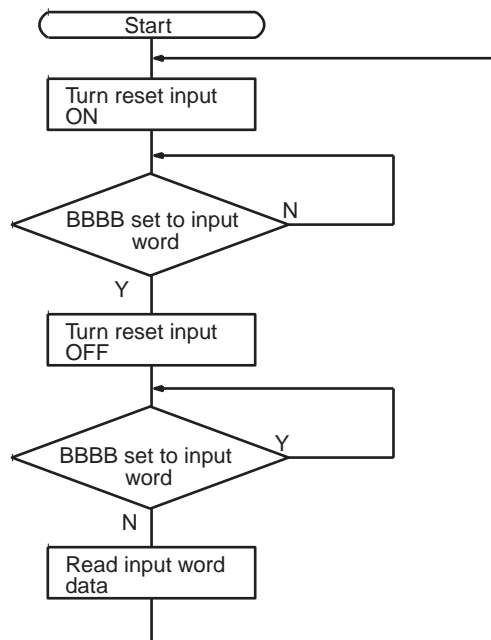 Start
Turn reset input
ON
BBBB set to input
word
N
Y
Turn reset input
OFF
BBBB set to input
word
Y
N
Read input word
data